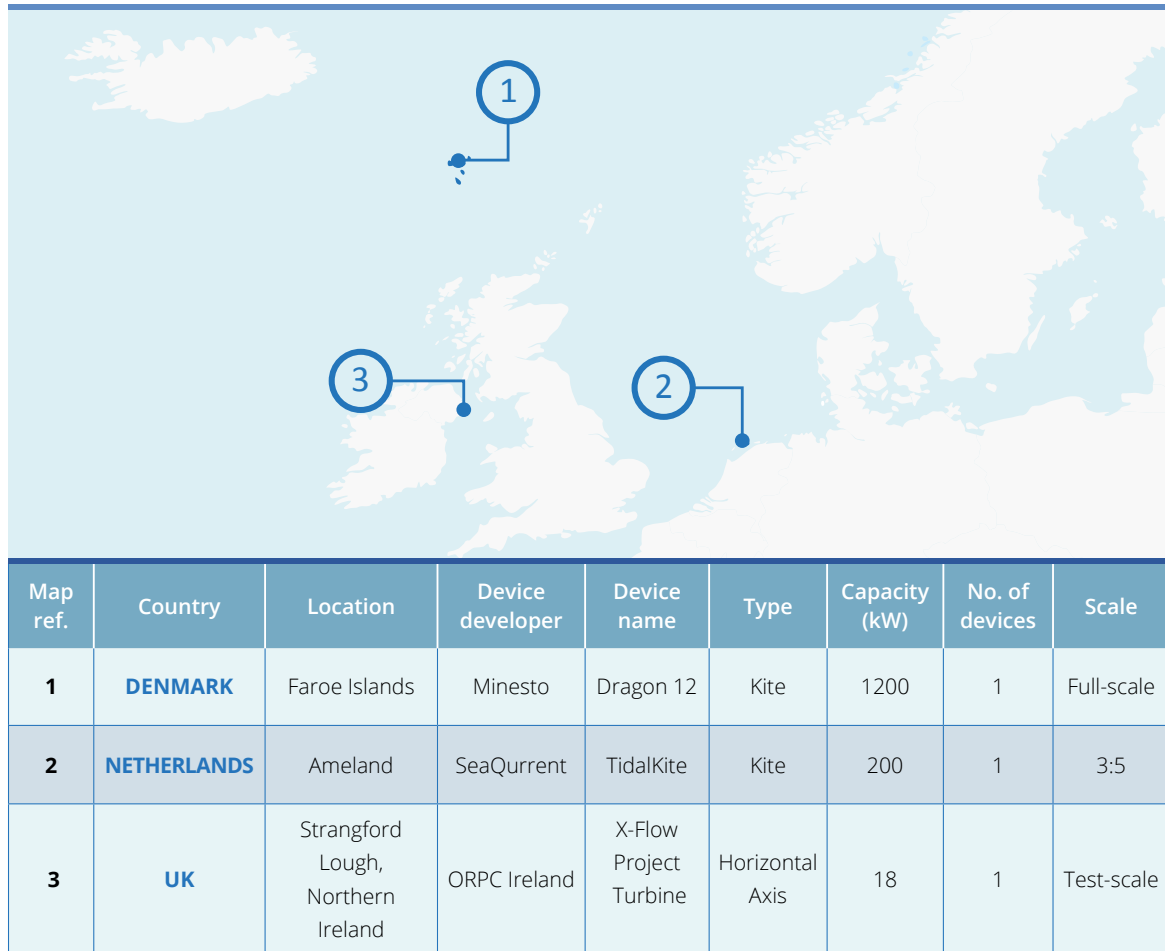 1
3
2
Map ref.
Country
Location
Device developer
Device name
Type
Capacity (kW)
No. of devices
Scale
1
DENMARK
Faroe Islands
Minesto
Dragon 12
Kite
1200
1
Full-scale
2
NETHERLANDS
Ameland
SeaQurrent
TidalKite
Kite
200
1
3:5
3
UK
Strangford
Lough,
Northern
Ireland
ORPC Ireland
X-Flow
Project
Turbine
Horizontal
Axis
18
1
Test-scale